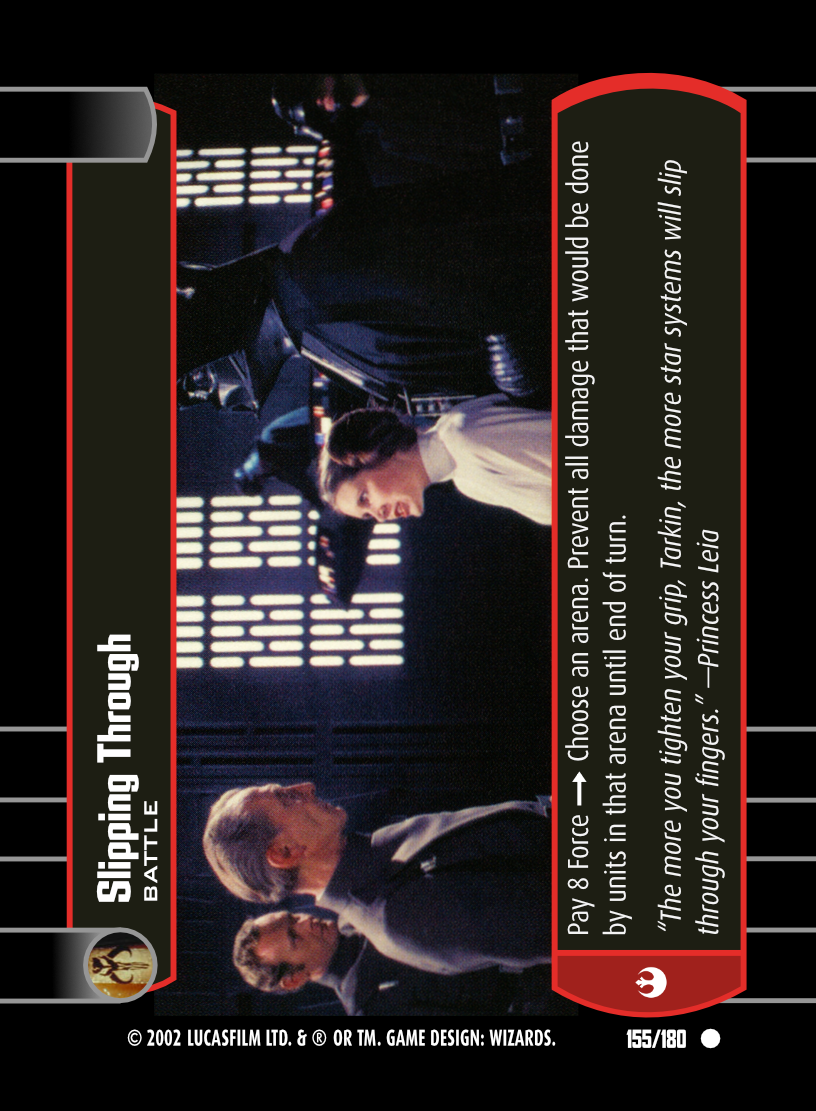 Slipping Through
BATTLE
Pay 8 Force → Choose an arena. Prevent all damage that would be done
by units in that arena until end of turn.
“The more you tighten your grip, Tarkin, the more star systems will slip
through your fingers.” —Princess Leia
© 2002 LUCASFILM LTD. & ® OR TM. GAME DESIGN: WIZARDS.
155/180